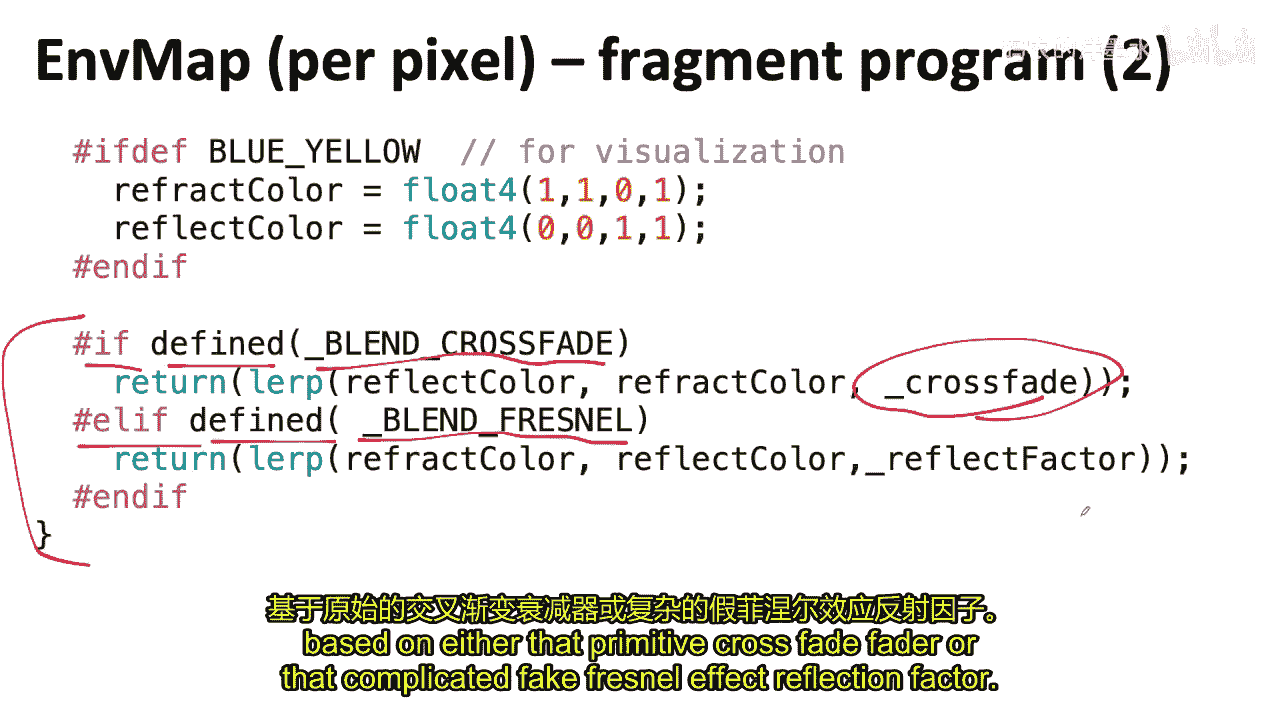 EnvMap (per pixel) – fragment program (2)
#ifdef BLUE_YELLOW // for visualization
refractColor = float4(1,1,0,1);
reflectColor = float4(0,0,1,1);
#endif
#if defined(_BLEND_CROSSFADE)
return(lerp(reflectColor, refractColor, _crossfade));
#elif defined( _BLEND_FRESNEL)
return(lerp(refractColor, reflectColor,_reflectFactor));
#endif
}
基于原始的交叉渐变衰减器或复杂的假菲涅尔效应反射因子。
based on either that primitive cross fade fader or
that complicated fake fresnel effect reflection factor.